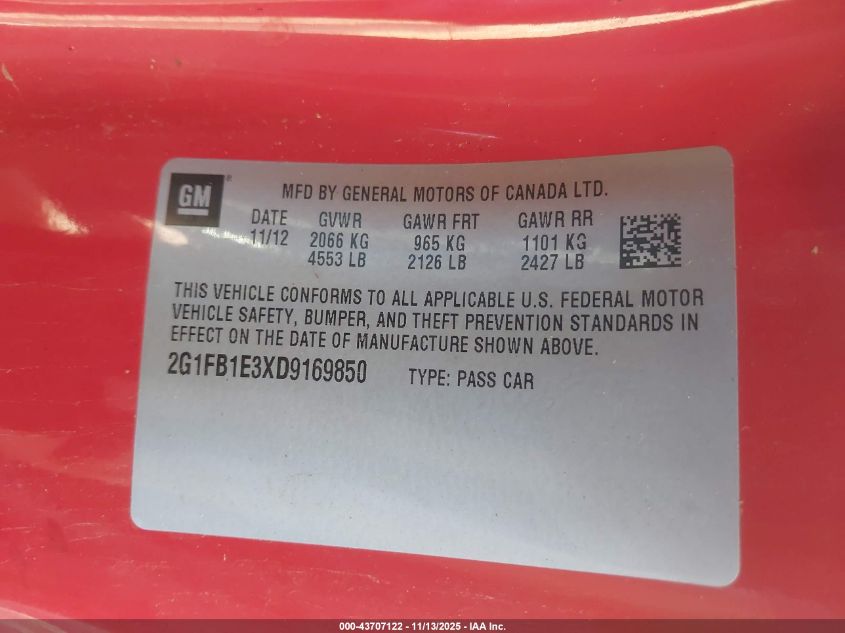 GM®
MFD BY GENERAL MOTORS OF CANADA LTD.
DATE GVWR GAWR FRT GAWR RR
11/12 2066 KG 965 KG 1101 KG
4553 LB 2126 LB 2427 LB
THIS VEHICLE CONFORMS TO ALL APPLICABLE U.S. FEDERAL MOTOR
VEHICLE SAFETY, BUMPER, AND THEFT PREVENTION STANDARDS IN
EFFECT ON THE DATE OF MANUFACTURE SHOWN ABOVE.
2G1FB1E3XD9169850 TYPE: PASS CAR
000-43707122 - 11/13/2025 - IAA Inc.